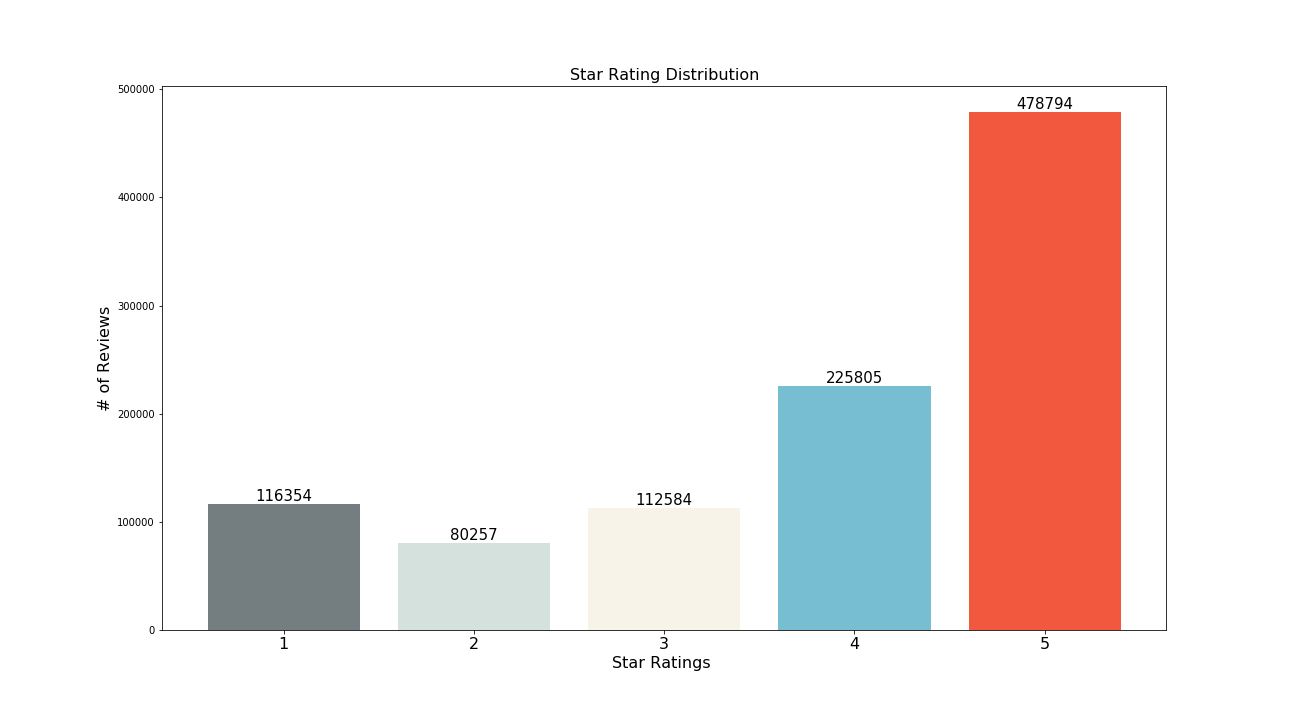 Star Rating Distribution
500000
400000
300000
200000
100000
0
# of Reviews
116354
80257
112584
225805
478794
1 2 3 4 5
Star Ratings